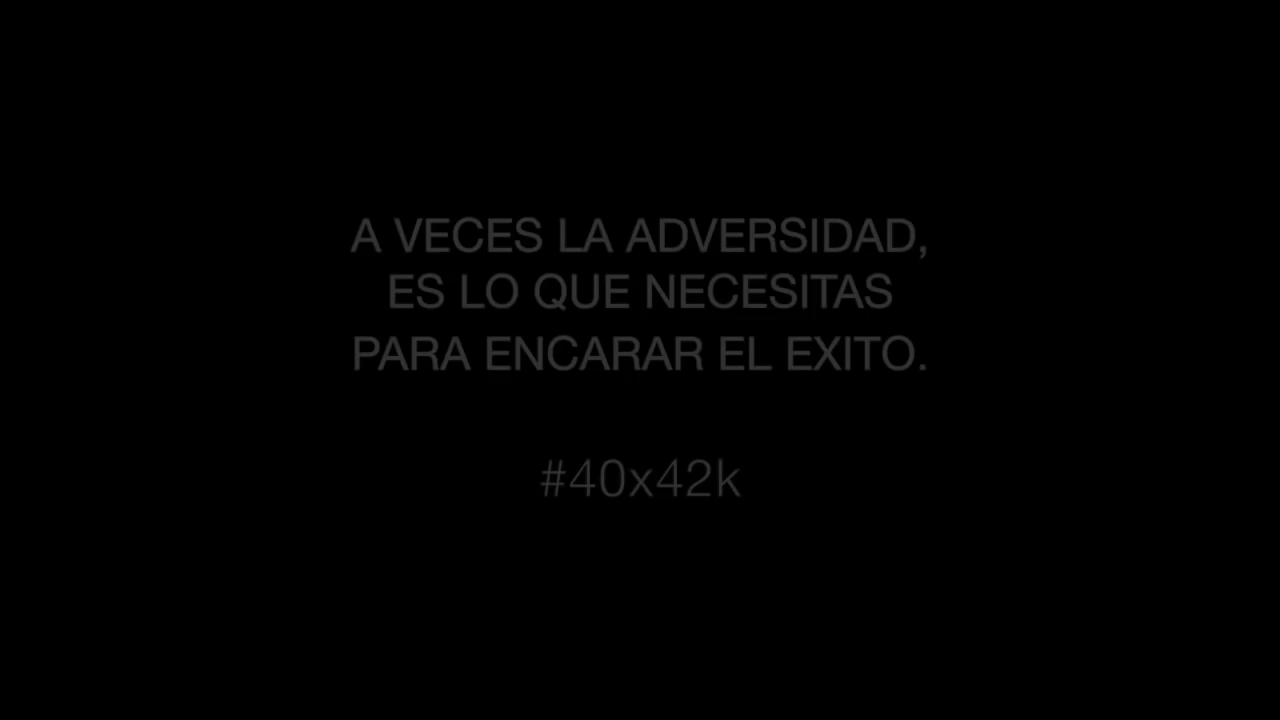 A VECES LA ADVERSIDAD,
ES LO QUE NECESITAS
PARA ENCARAR EL EXITO.
#40x42k